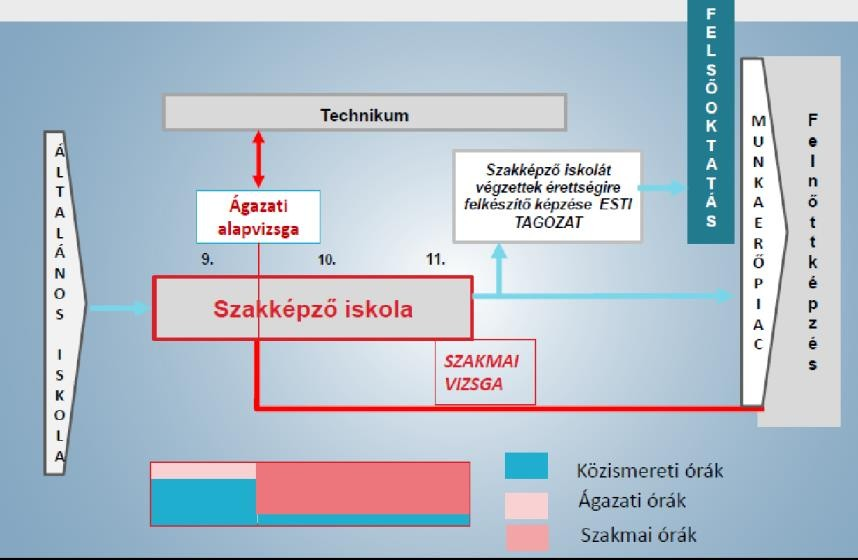 FELSŐOKTATÁS
Technikum
ÁLTALÁNOS ISKOLA
MUNKAERŐPIAC
Felnőttképzés
Szakképző iskolát
végzettek érettségire
felkészítő képzése ESTI
TAGOZAT
Ágazati
alapvizsga
9.
10.
11.
Szakképző iskola
SZAKMAI
VIZSGA
Közismereti órák
Ágazati órák
Szakmai órák